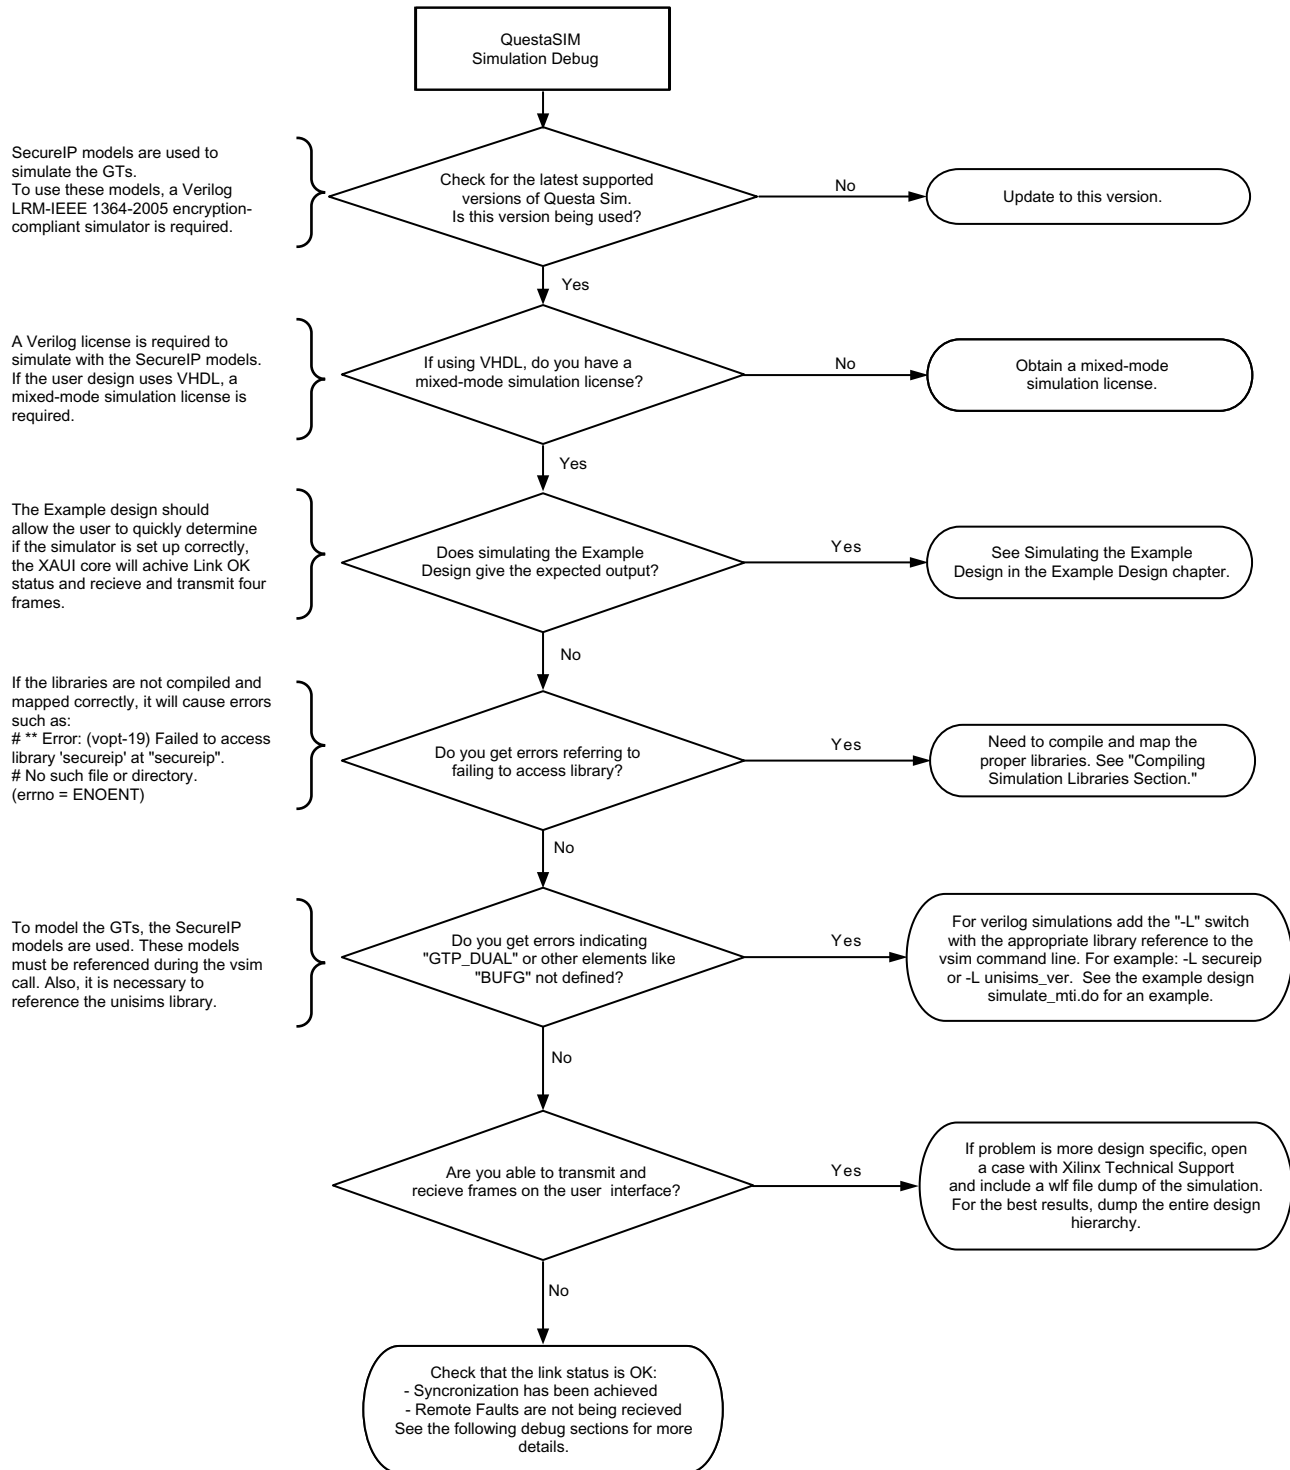 QuestaSIM
Simulation Debug
SecureIP models are used to
simulate the GTs.
To use these models, a Verilog
LRM-IEEE 1364-2005 encryption-
compliant simulator is required.
Check for the latest supported
versions of Questa Sim.
Is this version being used?
No
Update to this version.
Yes
A Verilog license is required to
simulate with the SecureIP models.
If the user design uses VHDL, a
mixed-mode simulation license is
required.
If using VHDL, do you have a
mixed-mode simulation license?
No
Obtain a mixed-mode
simulation license.
Yes
The Example design should
allow the user to quickly determine
if the simulator is set up correctly,
the XAUI core will achive Link OK
status and recieve and transmit four
frames.
Does simulating the Example
Design give the expected output?
Yes
See Simulating the Example
Design in the Example Design chapter.
No
If the libraries are not compiled and
mapped correctly, it will cause errors
such as:
# ** Error: (vopt-19) Failed to access
library 'secureip' at "secureip".
# No such file or directory.
(errno = ENOENT)
Do you get errors referring to
failing to access library?
Yes
Need to compile and map the
proper libraries. See "Compiling
Simulation Libraries Section."
No
To model the GTs, the SecureIP
models are used. These models
must be referenced during the vsim
call. Also, it is necessary to
reference the unisims library.
Do you get errors indicating
"GTP_DUAL" or other elements like
"BUFG" not defined?
Yes
For verilog simulations add the "-L" switch
with the appropriate library reference to the
vsim command line. For example: -L secureip
or -L unisims_ver. See the example design
simulate_mti.do for an example.
No
Are you able to transmit and
recieve frames on the user interface?
Yes
If problem is more design specific, open
a case with Xilinx Technical Support
and include a wlf file dump of the simulation.
For the best results, dump the entire design
hierarchy.
No
Check that the link status is OK:
- Syncronization has been achieved
- Remote Faults are not being recieved
See the following debug sections for more
details.